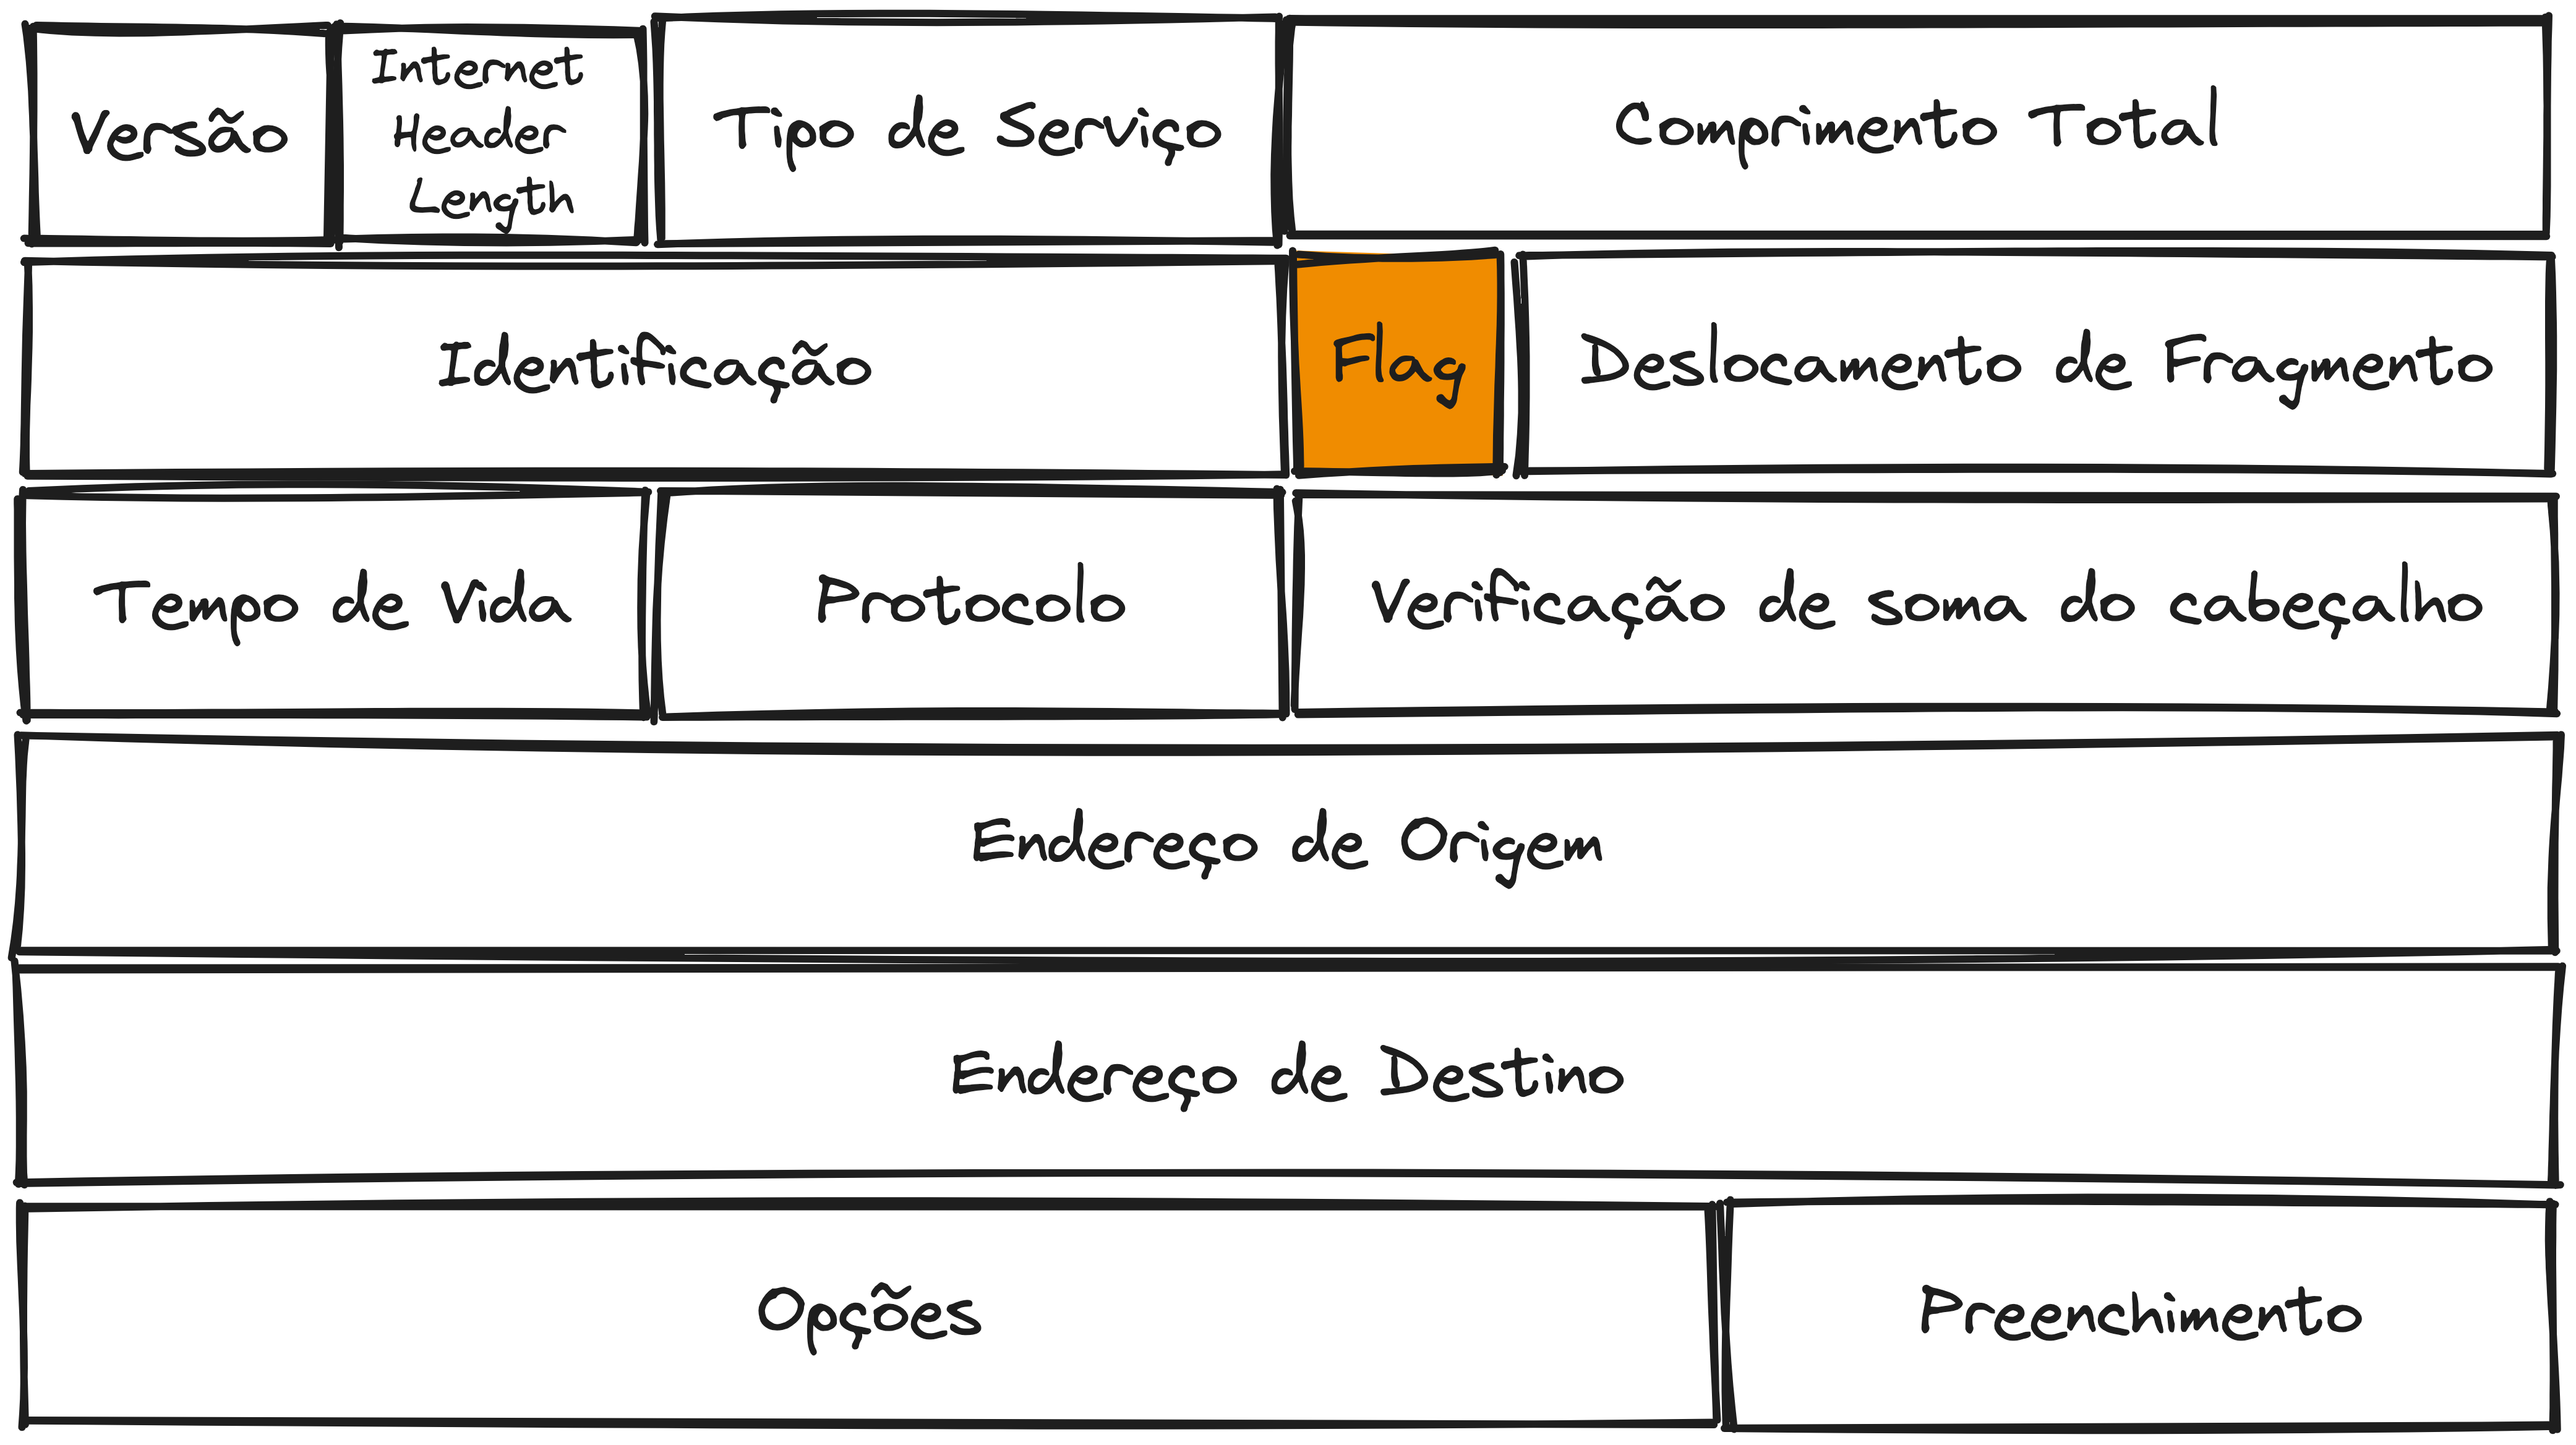 Versão
Internet
Header
Length
Tipo de Serviço
Comprimento Total
Identificação
Flag
Deslocamento de Fragmento
Tempo de Vida
Protocolo
Verificação de soma do cabeçalho
Endereço de Origem
Endereço de Destino
Opções
Preenchimento